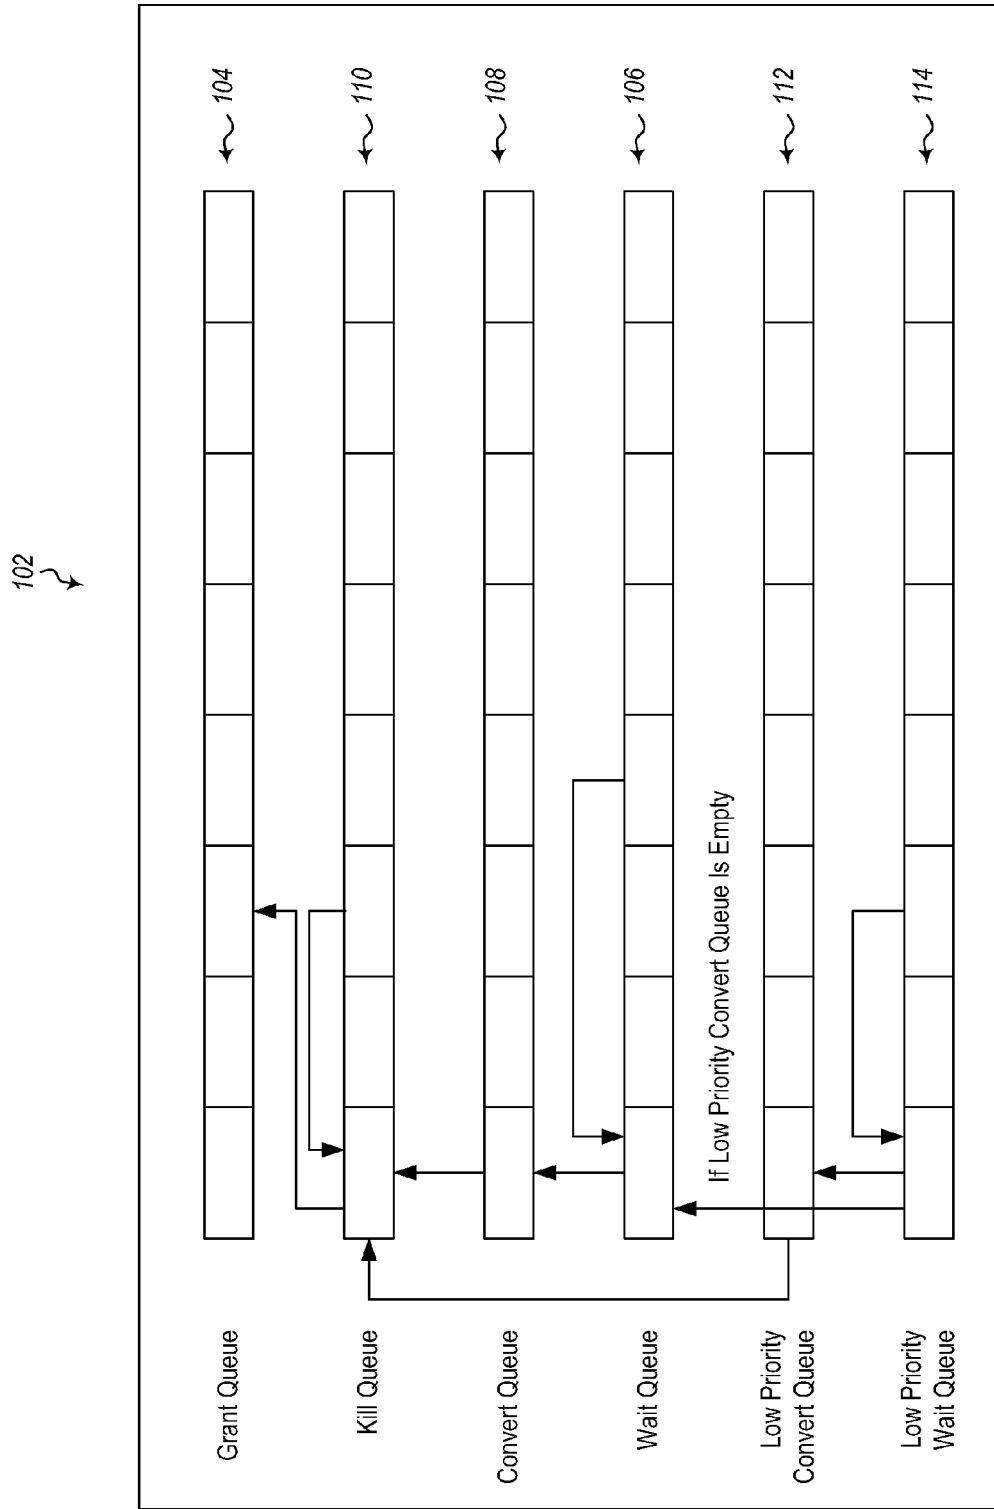 102
Grant Queue
104
Kill Queue
110
Convert Queue
108
Wait Queue
106
If Low Priority Convert Queue Is Empty
Low Priority
Convert Queue
112
Low Priority
Wait Queue
114